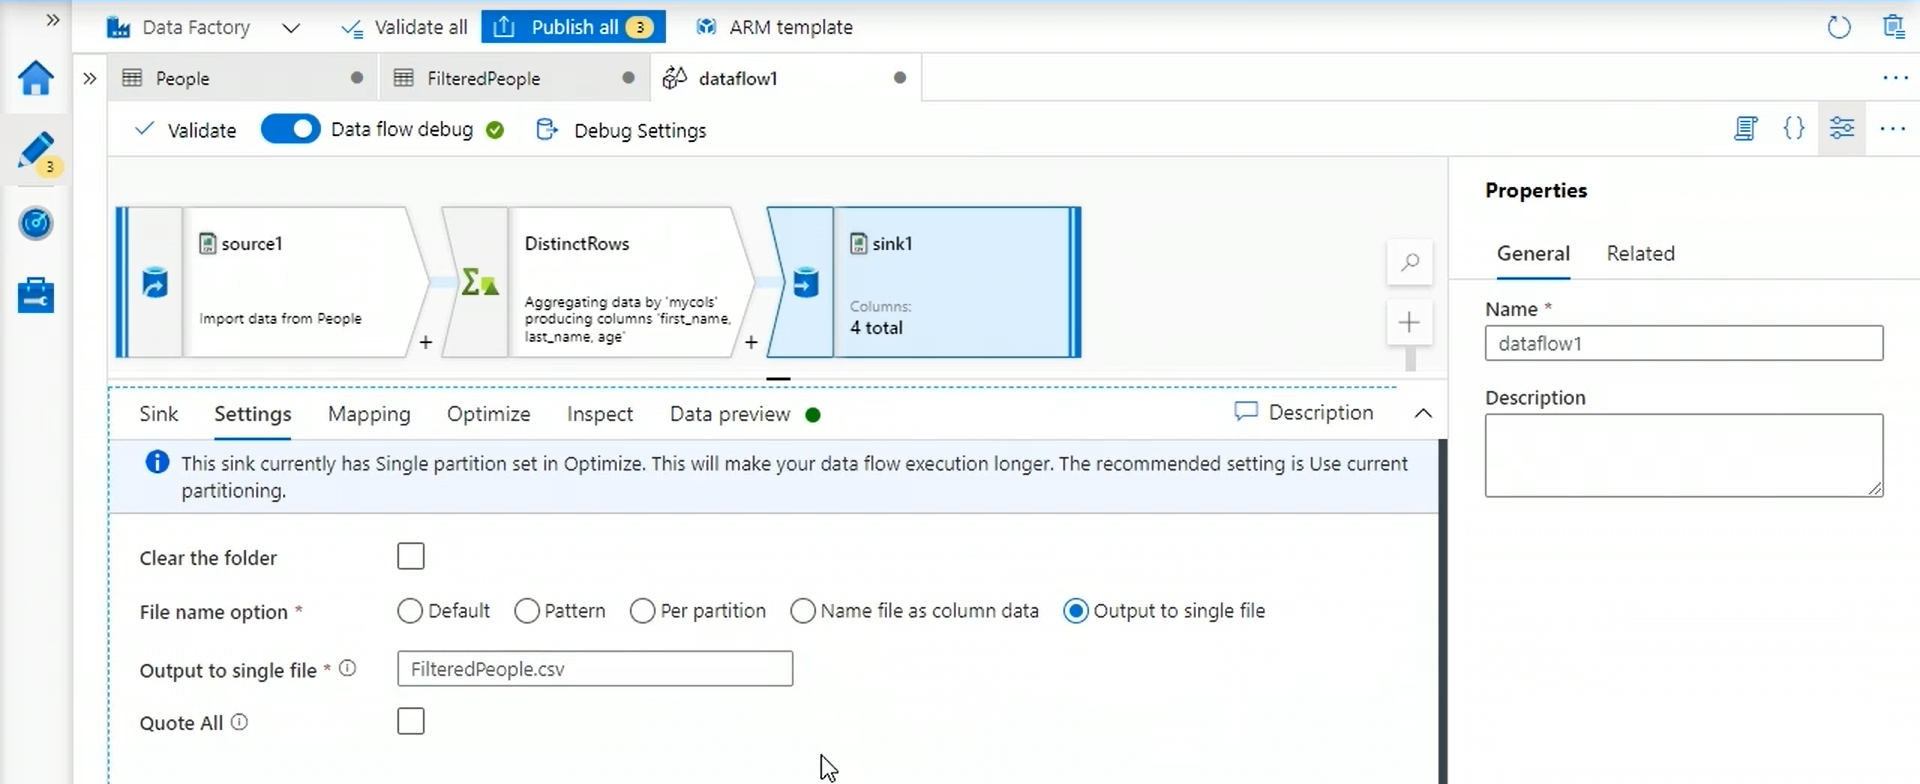 Data Factory
Validate all
Publish all 3
ARM template
People
FilteredPeople
dataflow1
3
Validate
Data flow debug
Debug Settings
source1
Import data from People
+
DistinctRows
Aggregating data by 'mycols'
producing columns 'first_name,
last_name, age'
+
sink1
Columns:
4 total
Sink
Settings
Mapping
Optimize
Inspect
Data preview
Description
This sink currently has Single partition set in Optimize. This will make your data flow execution longer. The recommended setting is Use current
partitioning.
Clear the folder
File name option *
Default
Pattern
Per partition
Name file as column data
Output to single file
Output to single file *
FilteredPeople.csv
Quote All
Properties
General
Related
Name *
dataflow1
Description